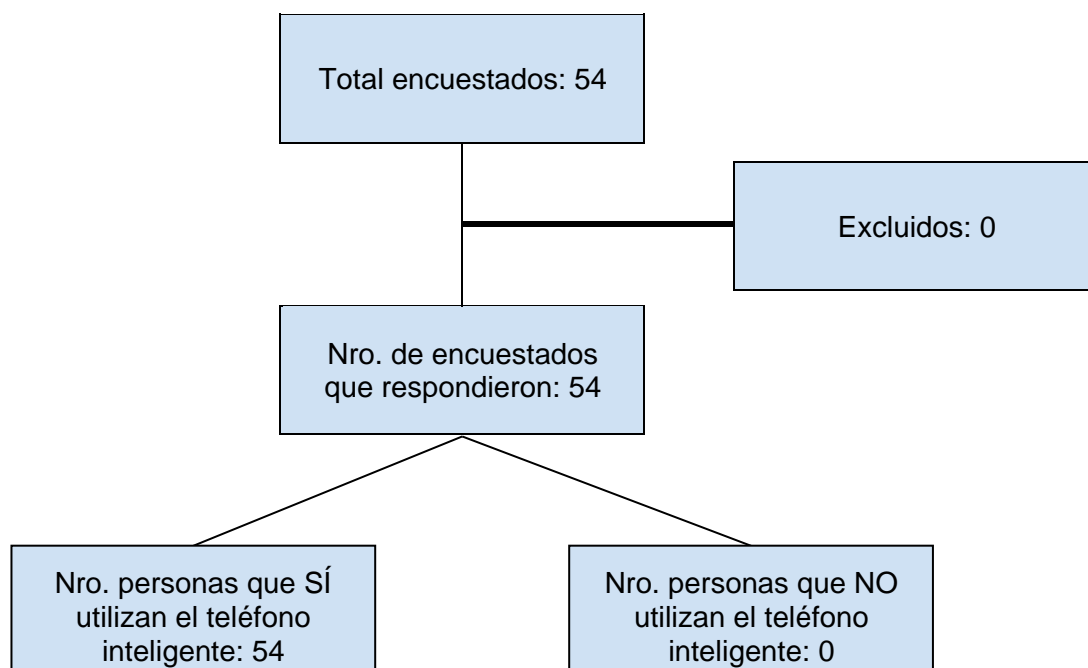 Total encuestados: 54
Excluidos: 0
Nro. de encuestados
que respondieron: 54
Nro. personas que SÍ
utilizan el teléfono
inteligente: 54
Nro. personas que NO
utilizan el teléfono
inteligente: 0